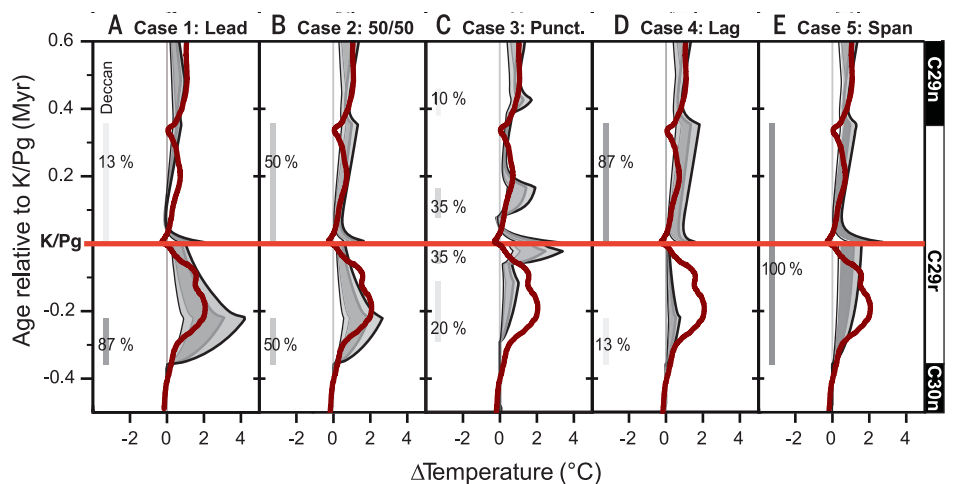 A Case 1: Lead
B Case 2: 50/50
C Case 3: Punct.
D Case 4: Lag
E Case 5: Span
Age relative to K/Pg (Myr)
0.6
0.4
0.2
K/Pg
-0.2
-0.4
Deccan
13 %
87 %
50 %
50 %
10 %
35 %
35 %
20 %
87 %
13 %
100 %
C29n
C29r
C30n
-2 0 2 4
-2 0 2 4
-2 0 2 4
-2 0 2 4
-2 0 2 4
ΔTemperature (°C)